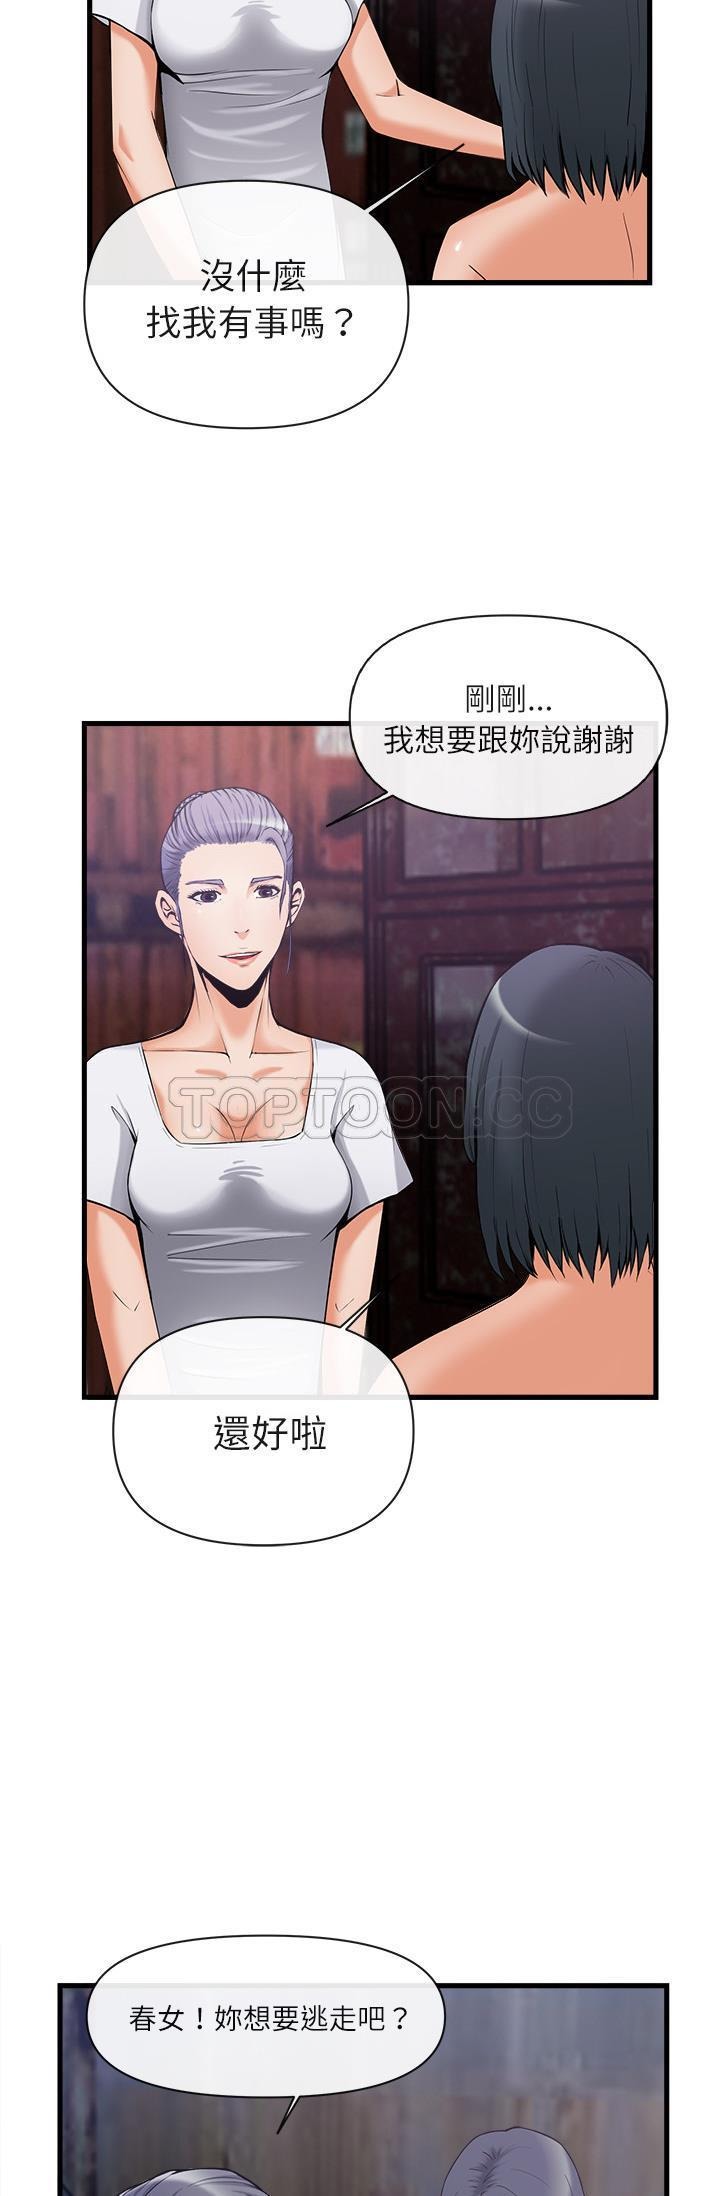 沒什麼
找我有事嗎？
剛剛...
我想要跟妳說謝謝
TOPTOON.CC
還好啦
春女！妳想要逃走吧？